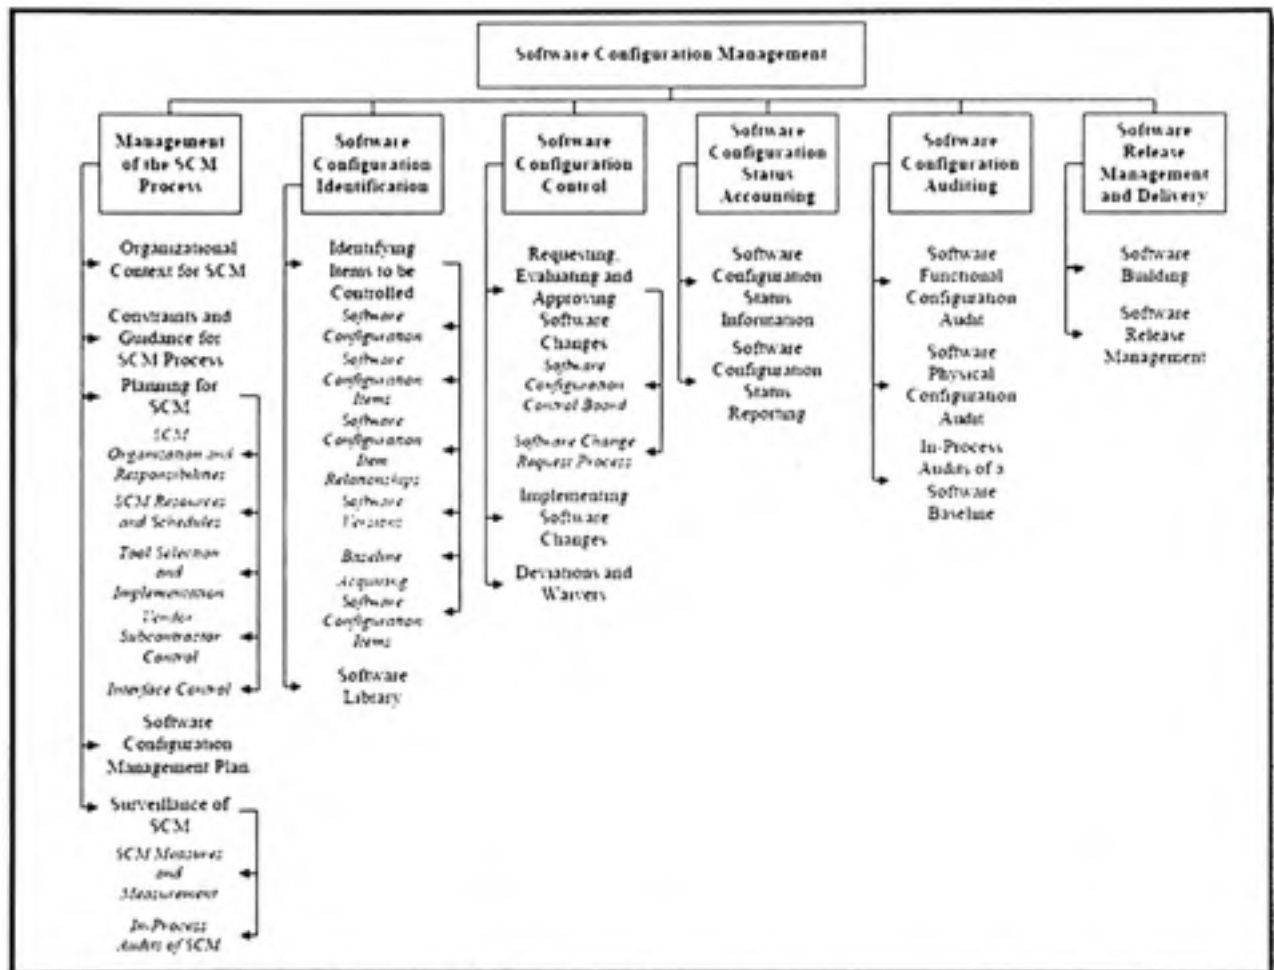 Software Configuration Management
Management
of the SCM
Process
Organizational
Context for SCM
Constraints and
Guidance for
SCM Process
Planning for
SCM
SCM
Organization and
Responsibilities
SCM Resources
and Schedules
Tool Selection
and
Implementation
Vendor
Subcontractor
Control
Interface Control
Software
Configuration
Management Plan
Surveillance of
SCM
SCM Measures
and
Measurement
In-Process
Audits of SCM
Software
Configuration
Identification
Identifying
Items to be
Controlled
Software
Configuration
Software
Configuration
Items
Software
Configuration
Item
Relationships
Software
Versions
Baseline
Acquiring
Software
Configuration
Items
Software
Library
Software
Configuration
Control
Requesting,
Evaluating and
Approving
Software
Changes
Software
Configuration
Control Board
Software Change
Request Process
Implementing
Software
Changes
Deviations and
Waivers
Software
Configuration
Status
Accounting
Software
Configuration
Status
Information
Software
Configuration
Status
Reporting
Software
Configuration
Auditing
Software
Functional
Configuration
Audit
Software
Physical
Configuration
Audit
In-Process
Audits of a
Software
Baseline
Software
Release
Management
and Delivery
Software
Building
Software
Release
Management